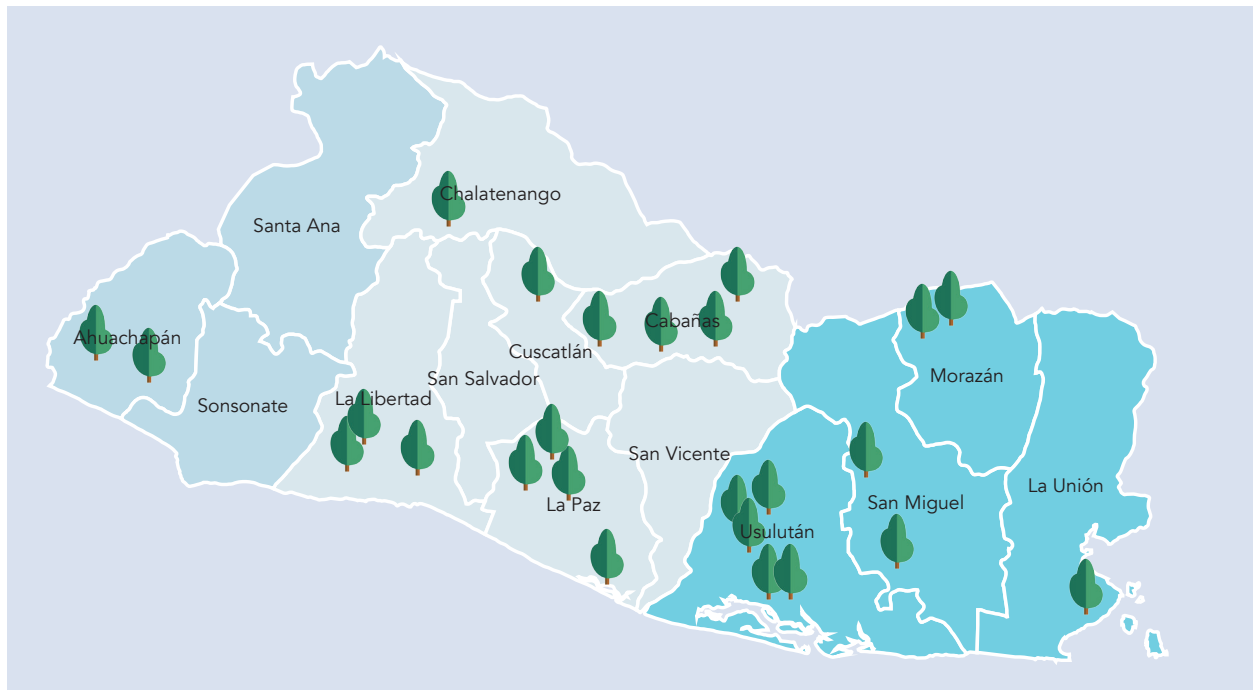 Chalatenango
Santa Ana
Cabañas
Ahuachapán
Cuscatlán
San Salvador
Morazán
La Libertad
Sonsonate
San Vicente
La Unión
La Paz
San Miguel
Usulután